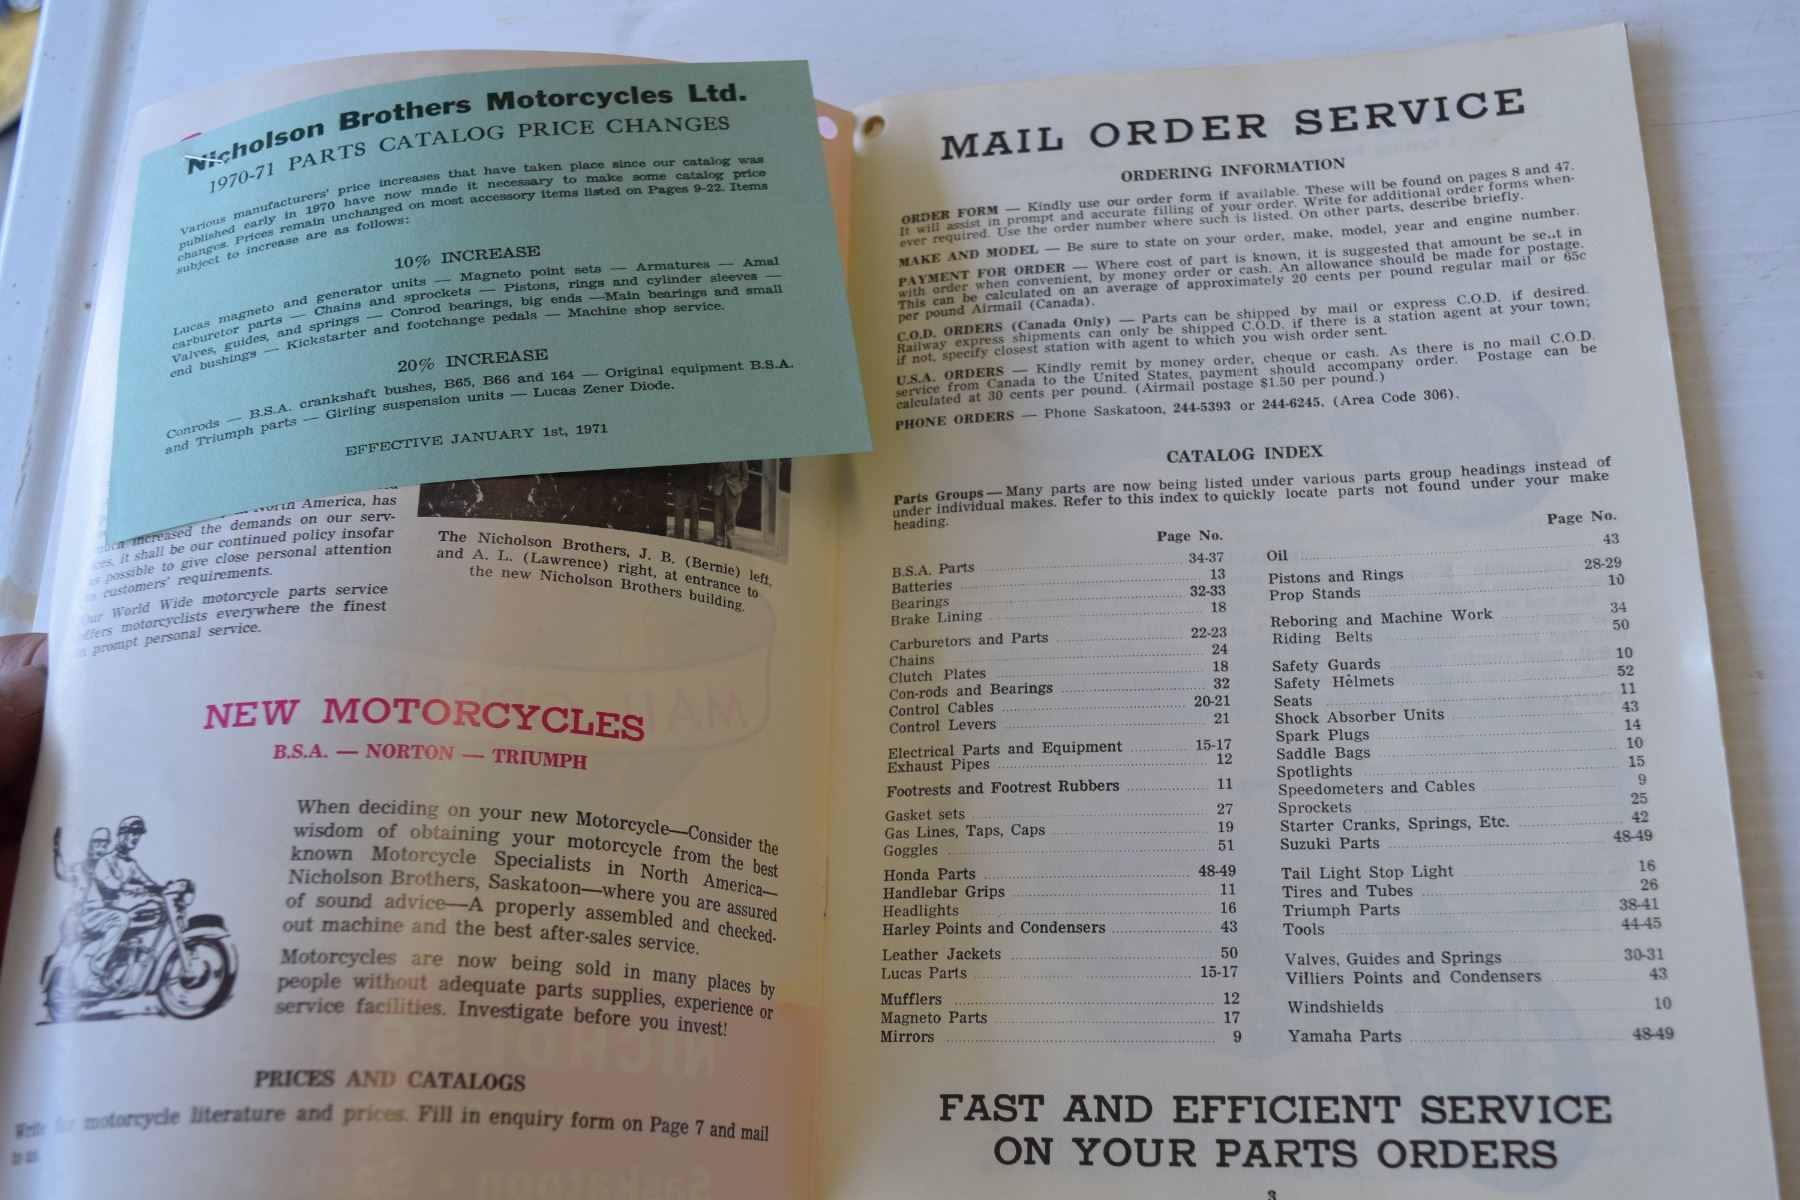 Nicholson Brothers Motorcycles Ltd.
1970-71 PARTS CATALOG PRICE CHANGES
Various manufacturers' price increases that have taken place since our catalog was
published early in 1970 have now made it necessary to make some catalog price
changes. Prices remain unchanged on most accessory items listed on Pages 9-22. Items
subject to increase are as follows:
10% INCREASE
Lucas magneto and generator units — Magneto point sets — Armatures — Amal
carburetor parts — Chains and sprockets — Pistons, rings and cylinder sleeves —
Valves, guides, and springs — Conrod bearings, big ends —Main bearings and small
end bushings — Kickstarter and footchange pedals — Machine shop service.
20% INCREASE
Conrods — B.S.A. crankshaft bushes, B65, B66 and 164 — Original equipment B.S.A.
and Triumph parts — Girling suspension units — Lucas Zener Diode.
EFFECTIVE JANUARY 1st, 1971
North America, has
increased the demands on our serv-
ces, it shall be our continued policy insofar
as possible to give close personal attention
to customers' requirements.
Our World Wide motorcycle parts service
offers motorcyclists everywhere the finest
in prompt personal service.
The Nicholson Brothers, J. B. (Bernie) left,
and A. L. (Lawrence) right, at entrance to
the new Nicholson Brothers building.
NEW MOTORCYCLES
B.S.A. — NORTON — TRIUMPH
When deciding on your new Motorcycle—Consider the
wisdom of obtaining your motorcycle from the best
known Motorcycle Specialists in North America—
Nicholson Brothers, Saskatoon—where you are assured
of sound advice—A properly assembled and checked-
out machine and the best after-sales service.
Motorcycles are now being sold in many places by
people without adequate parts supplies, experience or
service facilities. Investigate before you invest!
PRICES AND CATALOGS
Write for motorcycle literature and prices. Fill in enquiry form on Page 7 and mail
to us.
MAIL ORDER SERVICE
ORDERING INFORMATION
ORDER FORM — Kindly use our order form if available. These will be found on pages 8 and 47.
It will assist in prompt and accurate filling of your order. Write for additional order forms when-
ever required. Use the order number where such is listed. On other parts, describe briefly.
MAKE AND MODEL — Be sure to state on your order, make, model, year and engine number.
PAYMENT FOR ORDER — Where cost of part is known, it is suggested that amount be se..t in
with order when convenient, by money order or cash. An allowance should be made for postage.
This can be calculated on an average of approximately 20 cents per pound regular mail or 65c
per pound Airmail (Canada).
C.O.D. ORDERS (Canada Only) — Parts can be shipped by mail or express C.O.D. if desired.
Railway express shipments can only be shipped C.O.D. if there is a station agent at your town;
if not, specify closest station with agent to which you wish order sent.
U.S.A. ORDERS — Kindly remit by money order, cheque or cash. As there is no mail C.O.D.
service from Canada to the United States, payment should accompany order. Postage can be
calculated at 30 cents per pound. (Airmail postage $1.50 per pound.)
PHONE ORDERS — Phone Saskatoon, 244-5393 or 244-6245. (Area Code 306).
CATALOG INDEX
Parts Groups — Many parts are now being listed under various parts group headings instead of
under individual makes. Refer to this index to quickly locate parts not found under your make
heading.
Page No.
B.S.A. Parts 34-37
Batteries 13
Bearings 32-33
Brake Lining 18
Carburetors and Parts 22-23
Chains 24
Clutch Plates 18
Con-rods and Bearings 32
Control Cables 20-21
Control Levers 21
Electrical Parts and Equipment 15-17
Exhaust Pipes 12
Footrests and Footrest Rubbers 11
Gasket sets 27
Gas Lines, Taps, Caps 19
Goggles 51
Honda Parts 48-49
Handlebar Grips 11
Headlights 16
Harley Points and Condensers 43
Leather Jackets 50
Lucas Parts 15-17
Mufflers 12
Magneto Parts 17
Mirrors 9
Page No.
Oil 43
Pistons and Rings 28-29
Prop Stands 10
Reboring and Machine Work 34
Riding Belts 50
Safety Guards 10
Safety Helmets 52
Seats 11
Shock Absorber Units 43
Spark Plugs 14
Saddle Bags 10
Spotlights 15
Speedometers and Cables 9
Sprockets 25
Starter Cranks, Springs, Etc. 42
Suzuki Parts 48-49
Tail Light Stop Light 16
Tires and Tubes 26
Triumph Parts 38-41
Tools 44-45
Valves, Guides and Springs 30-31
Villiers Points and Condensers 43
Windshields 10
Yamaha Parts 48-49
FAST AND EFFICIENT SERVICE
ON YOUR PARTS ORDERS
3